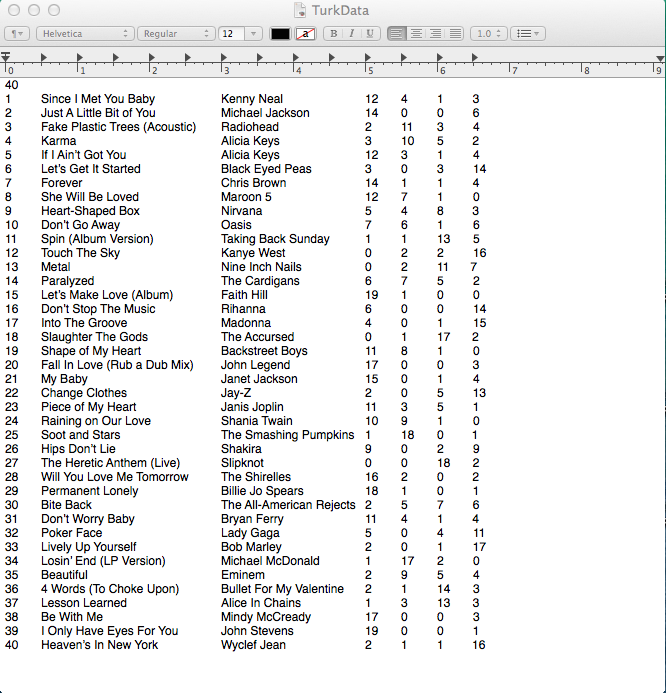 TurkData
Helvetica Regular 12 a B I U 1.0
0 1 2 3 4 5 6 7 8 9
40
1 Since I Met You Baby Kenny Neal 12 4 1 3
2 Just A Little Bit of You Michael Jackson 14 0 0 6
3 Fake Plastic Trees (Acoustic) Radiohead 2 11 3 4
4 Karma Alicia Keys 3 10 5 2
5 If I Ain't Got You Alicia Keys 12 3 1 4
6 Let's Get It Started Black Eyed Peas 3 0 3 14
7 Forever Chris Brown 14 1 1 4
8 She Will Be Loved Maroon 5 12 7 1 0
9 Heart-Shaped Box Nirvana 5 4 8 3
10 Don't Go Away Oasis 7 6 1 6
11 Spin (Album Version) Taking Back Sunday 1 1 13 5
12 Touch The Sky Kanye West 0 2 2 16
13 Metal Nine Inch Nails 0 2 11 7
14 Paralyzed The Cardigans 6 7 5 2
15 Let's Make Love (Album) Faith Hill 19 1 0 0
16 Don't Stop The Music Rihanna 6 0 0 14
17 Into The Groove Madonna 4 0 1 15
18 Slaughter The Gods The Accursed 0 1 17 2
19 Shape of My Heart Backstreet Boys 11 8 1 0
20 Fall In Love (Rub a Dub Mix) John Legend 17 0 0 3
21 My Baby Janet Jackson 15 0 1 4
22 Change Clothes Jay-Z 2 0 5 13
23 Piece of My Heart Janis Joplin 11 3 5 1
24 Raining on Our Love Shania Twain 10 9 1 0
25 Soot and Stars The Smashing Pumpkins 1 18 0 1
26 Hips Don't Lie Shakira 9 0 2 9
27 The Heretic Anthem (Live) Slipknot 0 0 18 2
28 Will You Love Me Tomorrow The Shirelles 16 2 0 2
29 Permanent Lonely Billie Jo Spears 18 1 0 1
30 Bite Back The All-American Rejects 2 5 7 6
31 Don't Worry Baby Bryan Ferry 11 4 1 4
32 Poker Face Lady Gaga 5 0 4 11
33 Lively Up Yourself Bob Marley 2 0 1 17
34 Losin' End (LP Version) Michael McDonald 1 17 2 0
35 Beautiful Eminem 2 9 5 4
36 4 Words (To Choke Upon) Bullet For My Valentine 2 1 14 3
37 Lesson Learned Alice In Chains 1 3 13 3
38 Be With Me Mindy McCready 17 0 0 3
39 I Only Have Eyes For You John Stevens 19 0 0 1
40 Heaven's In New York Wyclef Jean 2 1 1 16